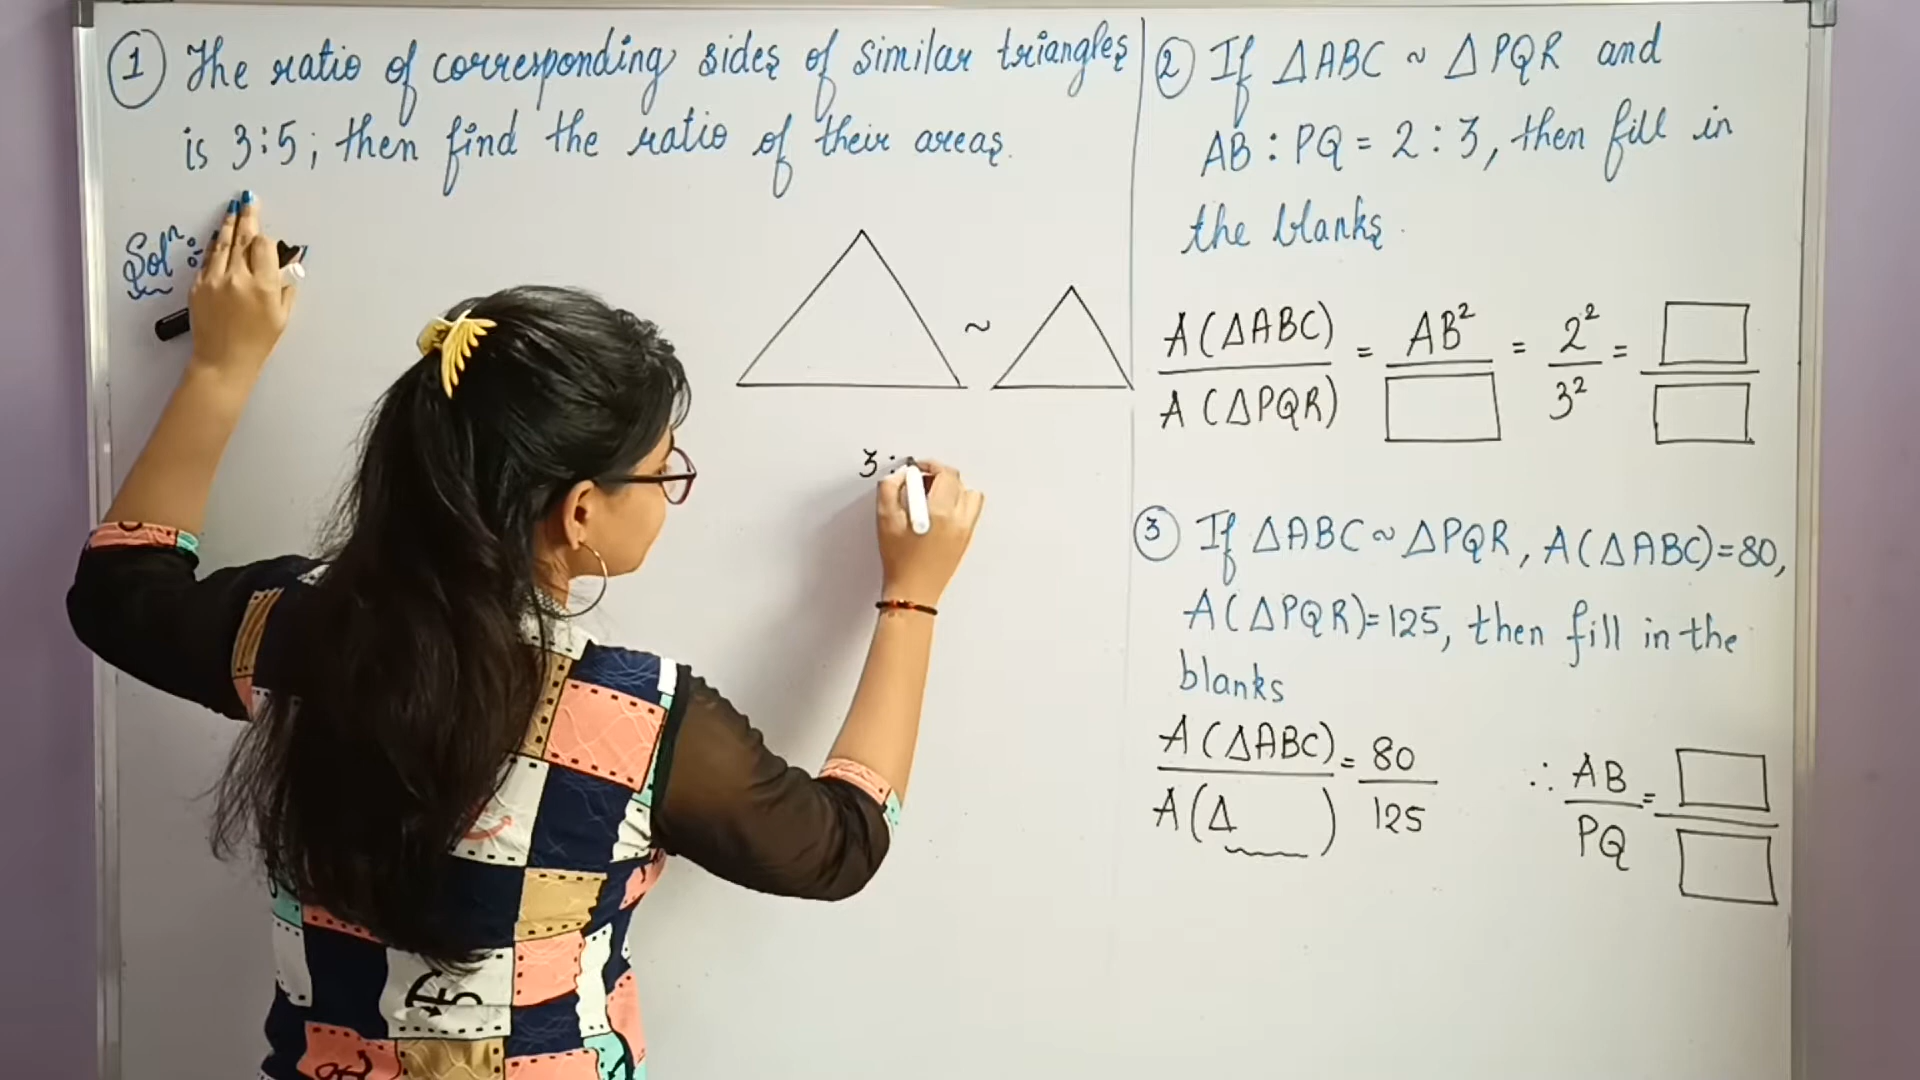 ① The ratio of corresponding sides of similar triangles
is 3:5; then find the ratio of their areas.
Solⁿ:
~
3 :
② If ΔABC ~ ΔPQR and
AB : PQ = 2 : 3, then fill in
the blanks.
A(ΔABC) / A(ΔPQR) = AB² / □ = 2² / 3² = □ / □
③ If ΔABC ~ ΔPQR, A(ΔABC)=80,
A(ΔPQR)=125, then fill in the
blanks
A(ΔABC) / A(Δ ) = 80 / 125 ∴ AB / PQ = □ / □